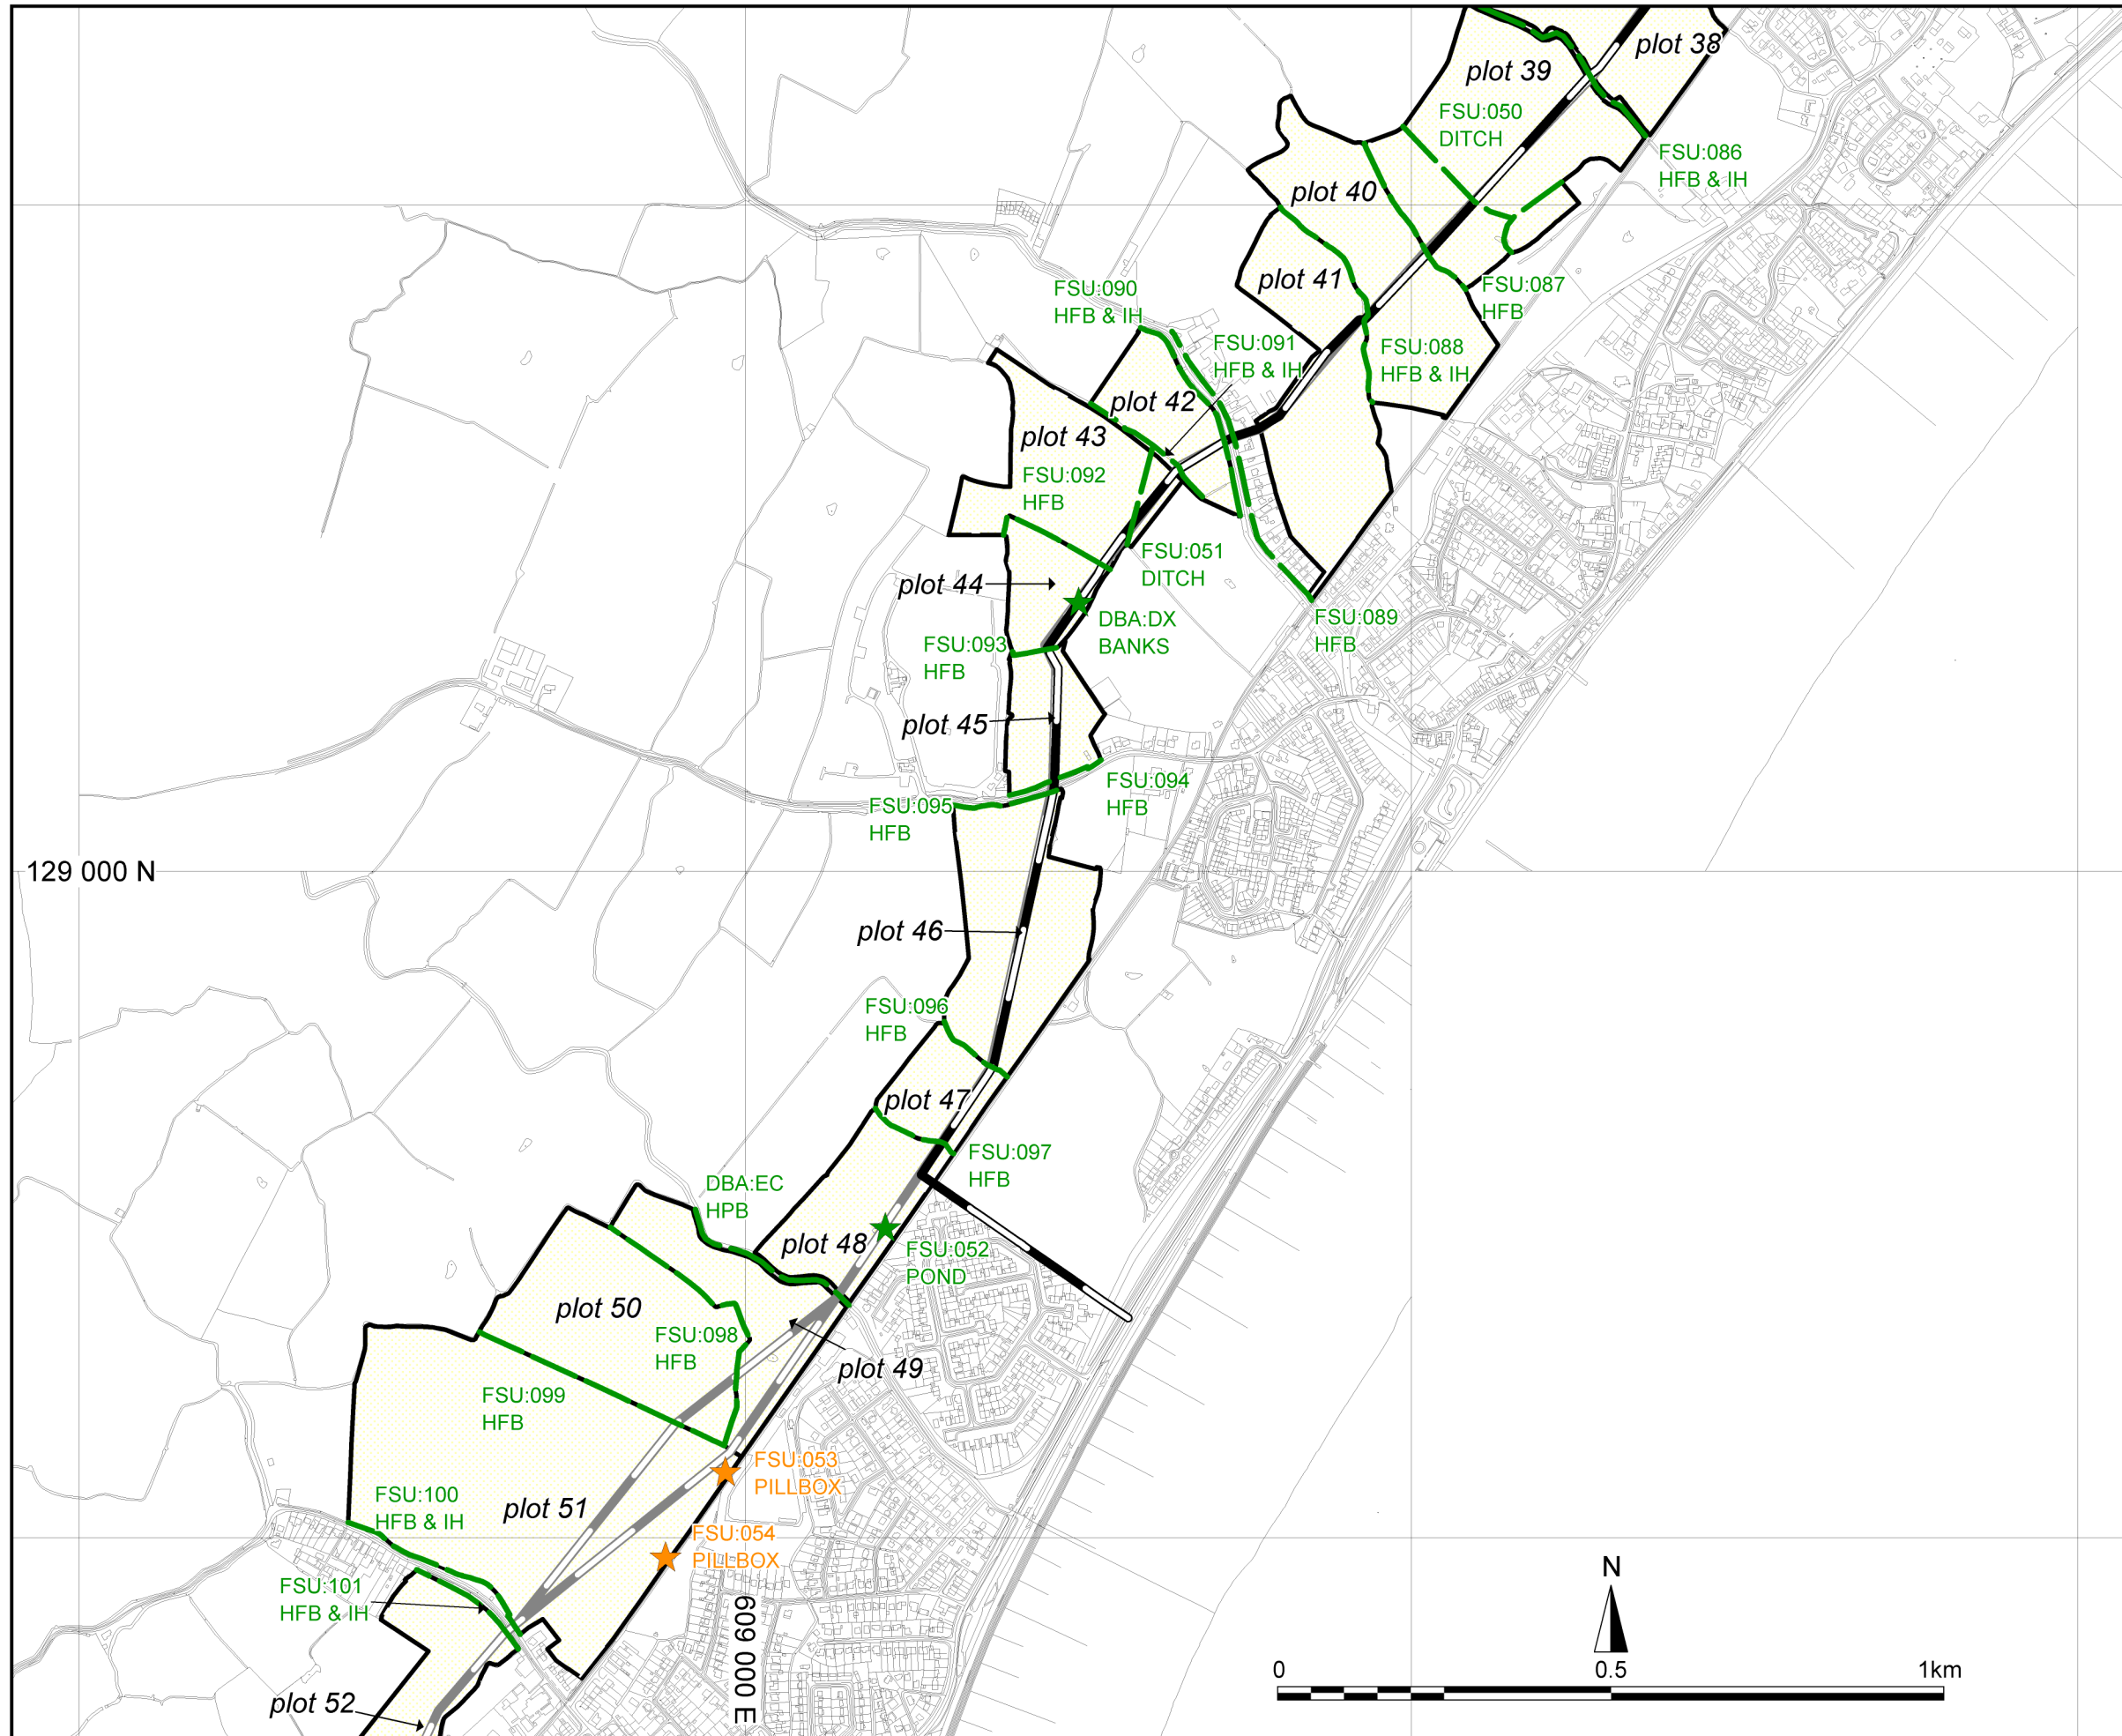 plot 38
plot 39
FSU:050
DITCH
FSU:086
HFB & IH
plot 40
plot 41
FSU:087
HFB
FSU:090
HFB & IH
FSU:091
HFB & IH
FSU:088
HFB & IH
plot 42
plot 43
FSU:092
HFB
FSU:051
DITCH
plot 44
DBA:DX
BANKS
FSU:089
HFB
FSU:093
HFB
plot 45
FSU:094
HFB
FSU:095
HFB
129 000 N
plot 46
FSU:096
HFB
plot 47
FSU:097
HFB
DBA:EC
HPB
plot 48
FSU:052
POND
plot 50
FSU:098
HFB
plot 49
FSU:099
HFB
FSU:053
PILLBOX
FSU:100
HFB & IH
plot 51
FSU:054
PILLBOX
FSU:101
HFB & IH
609 000 E
N
0
0.5
1km
plot 52